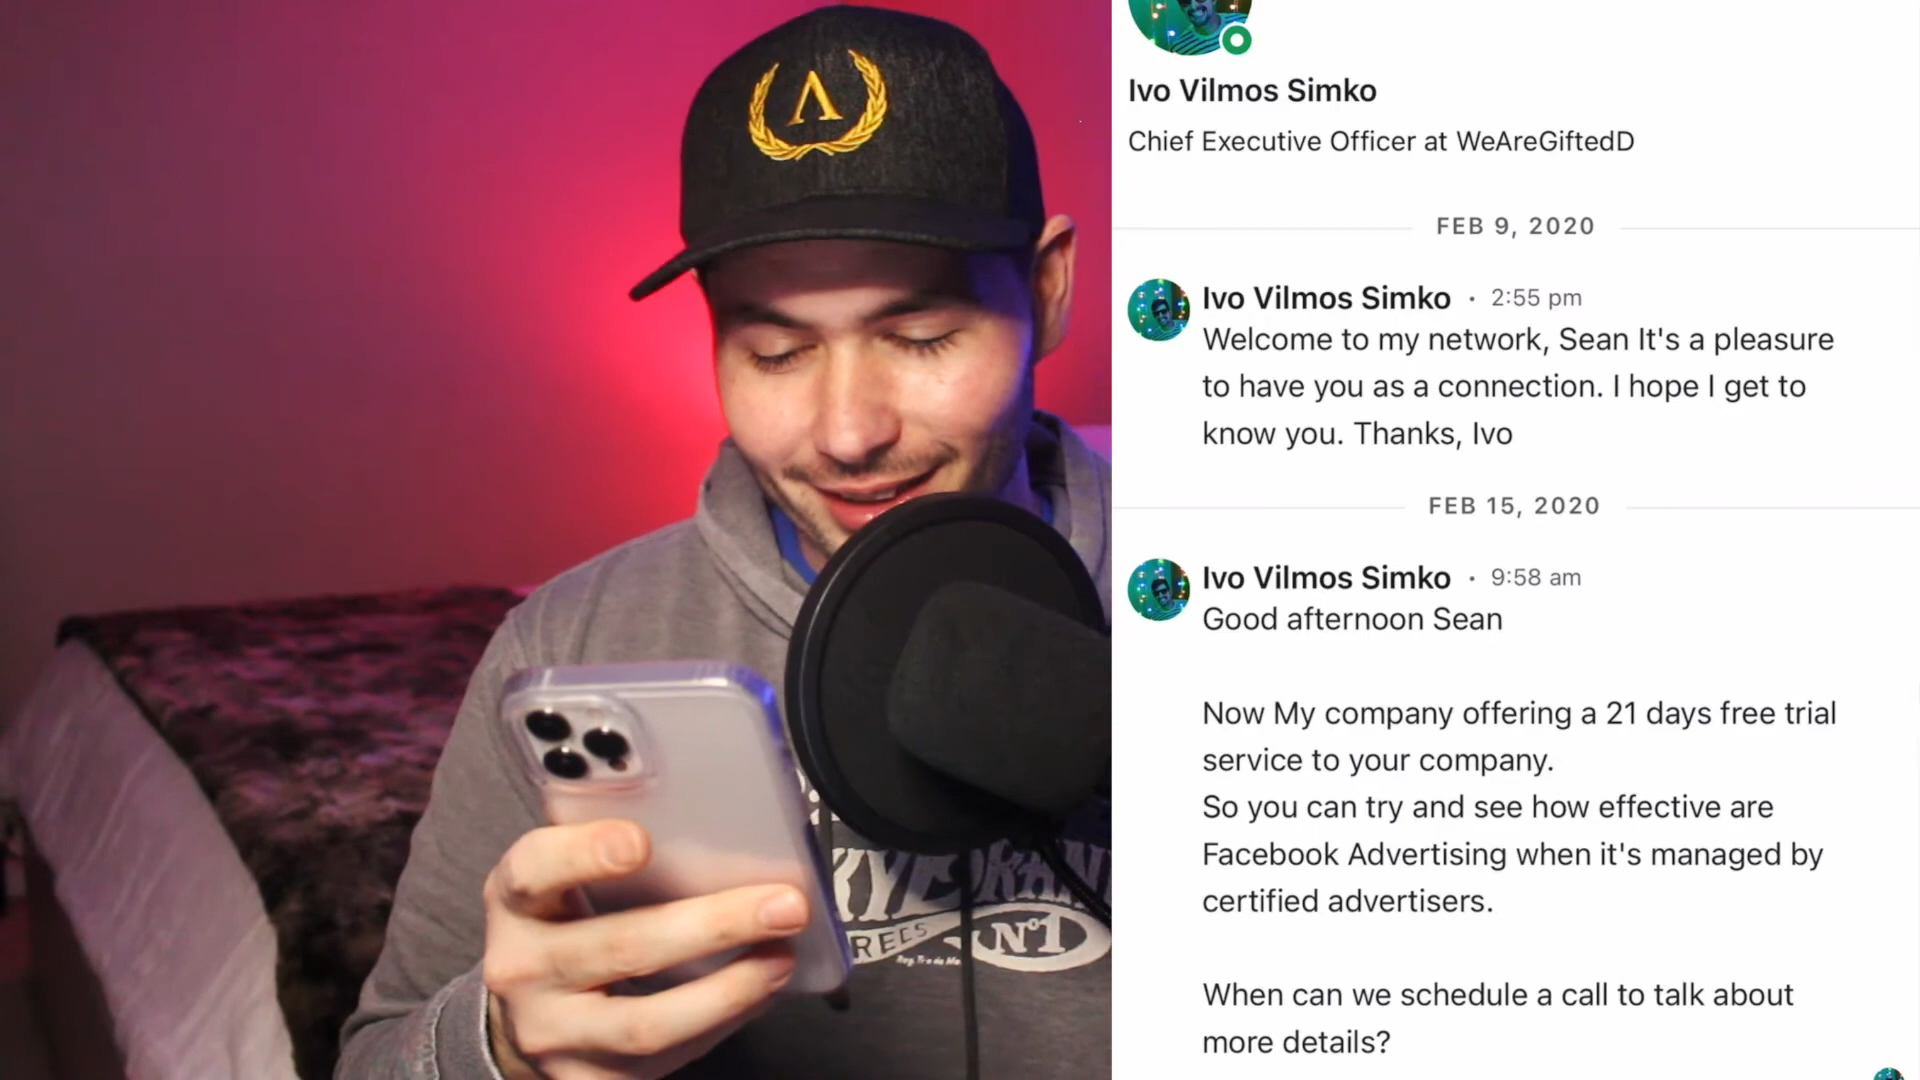 Λ
Ivo Vilmos Simko
Chief Executive Officer at WeAreGiftedD
FEB 9, 2020
Ivo Vilmos Simko · 2:55 pm
Welcome to my network, Sean It's a pleasure
to have you as a connection. I hope I get to
know you. Thanks, Ivo
FEB 15, 2020
Ivo Vilmos Simko · 9:58 am
Good afternoon Sean
Now My company offering a 21 days free trial
service to your company.
So you can try and see how effective are
Facebook Advertising when it's managed by
certified advertisers.
When can we schedule a call to talk about
more details?
Nº1